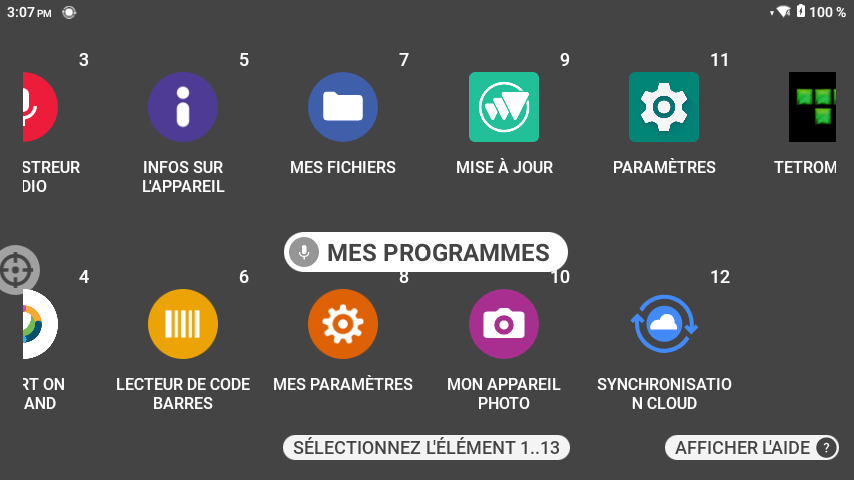 3:07 PM
100 %
3
5
7
9
11
STREUR
DIO
INFOS SUR
L'APPAREIL
MES FICHIERS
MISE À JOUR
PARAMÈTRES
TETROM
MES PROGRAMMES
4
6
8
10
12
RT ON
AND
LECTEUR DE CODE
BARRES
MES PARAMÈTRES
MON APPAREIL
PHOTO
SYNCHRONISATIO
N CLOUD
SÉLECTIONNEZ L'ÉLÉMENT 1..13
AFFICHER L'AIDE ?